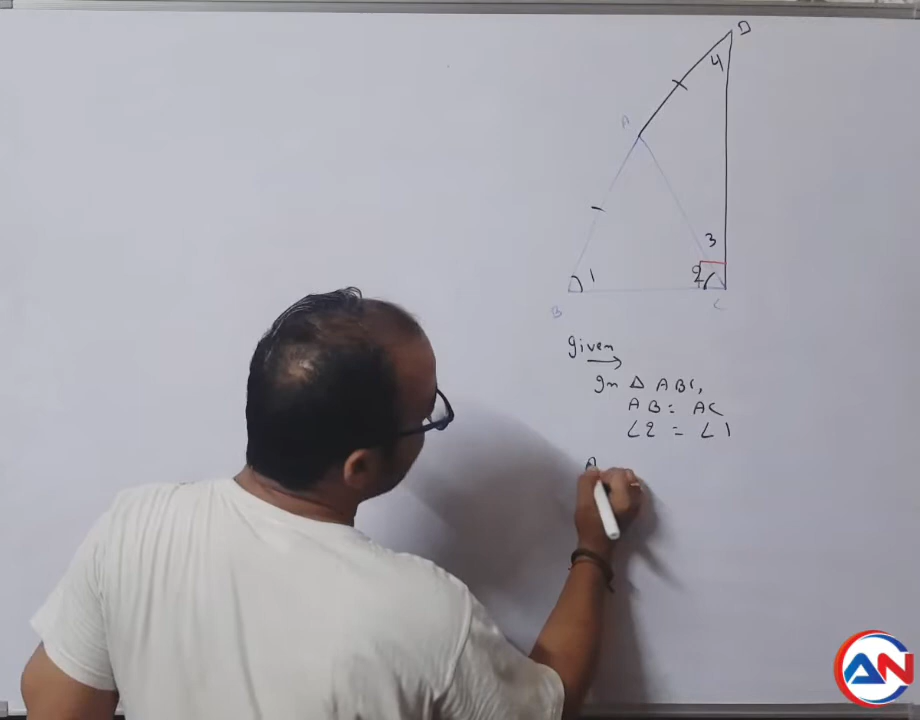 D
4
A
3
2
1
B
C
given
In △ ABC,
AB = AC
∠2 = ∠1
A
AN